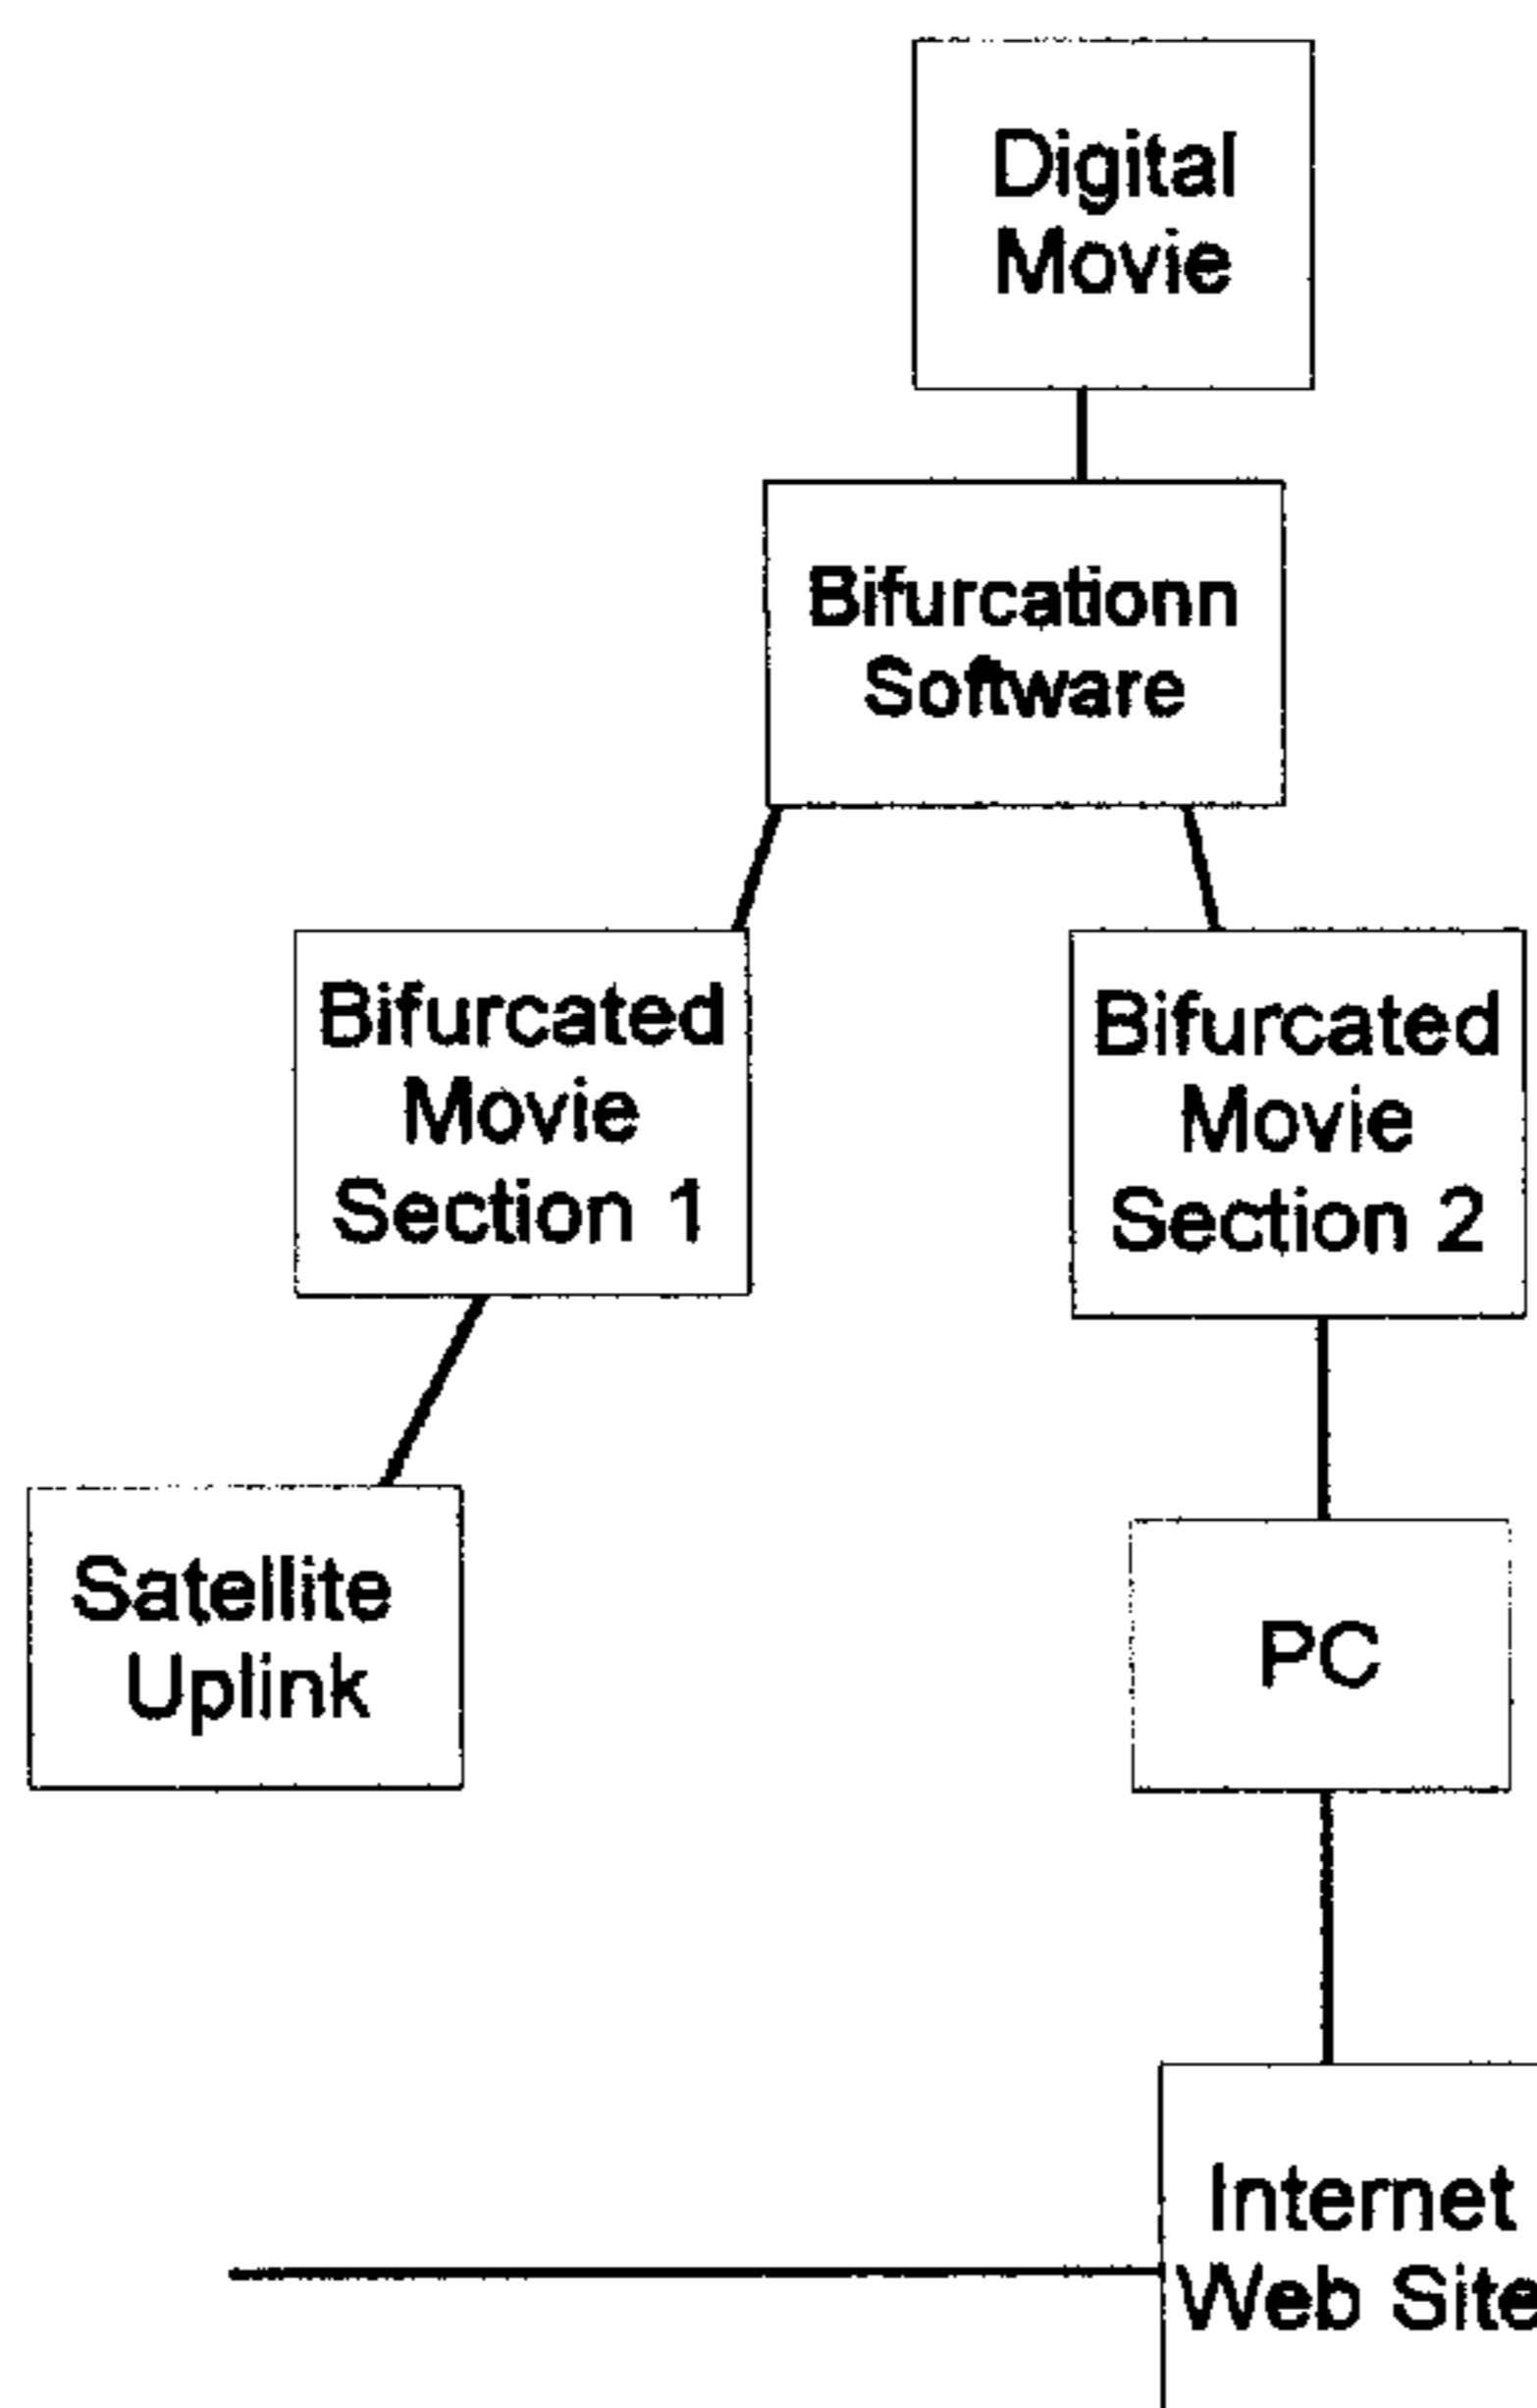 Digital
Movie
Bifurcationn
Software
Bifurcated
Movie
Section 1
Bifurcated
Movie
Section 2
Satellite
Uplink
PC
Internet
Web Site